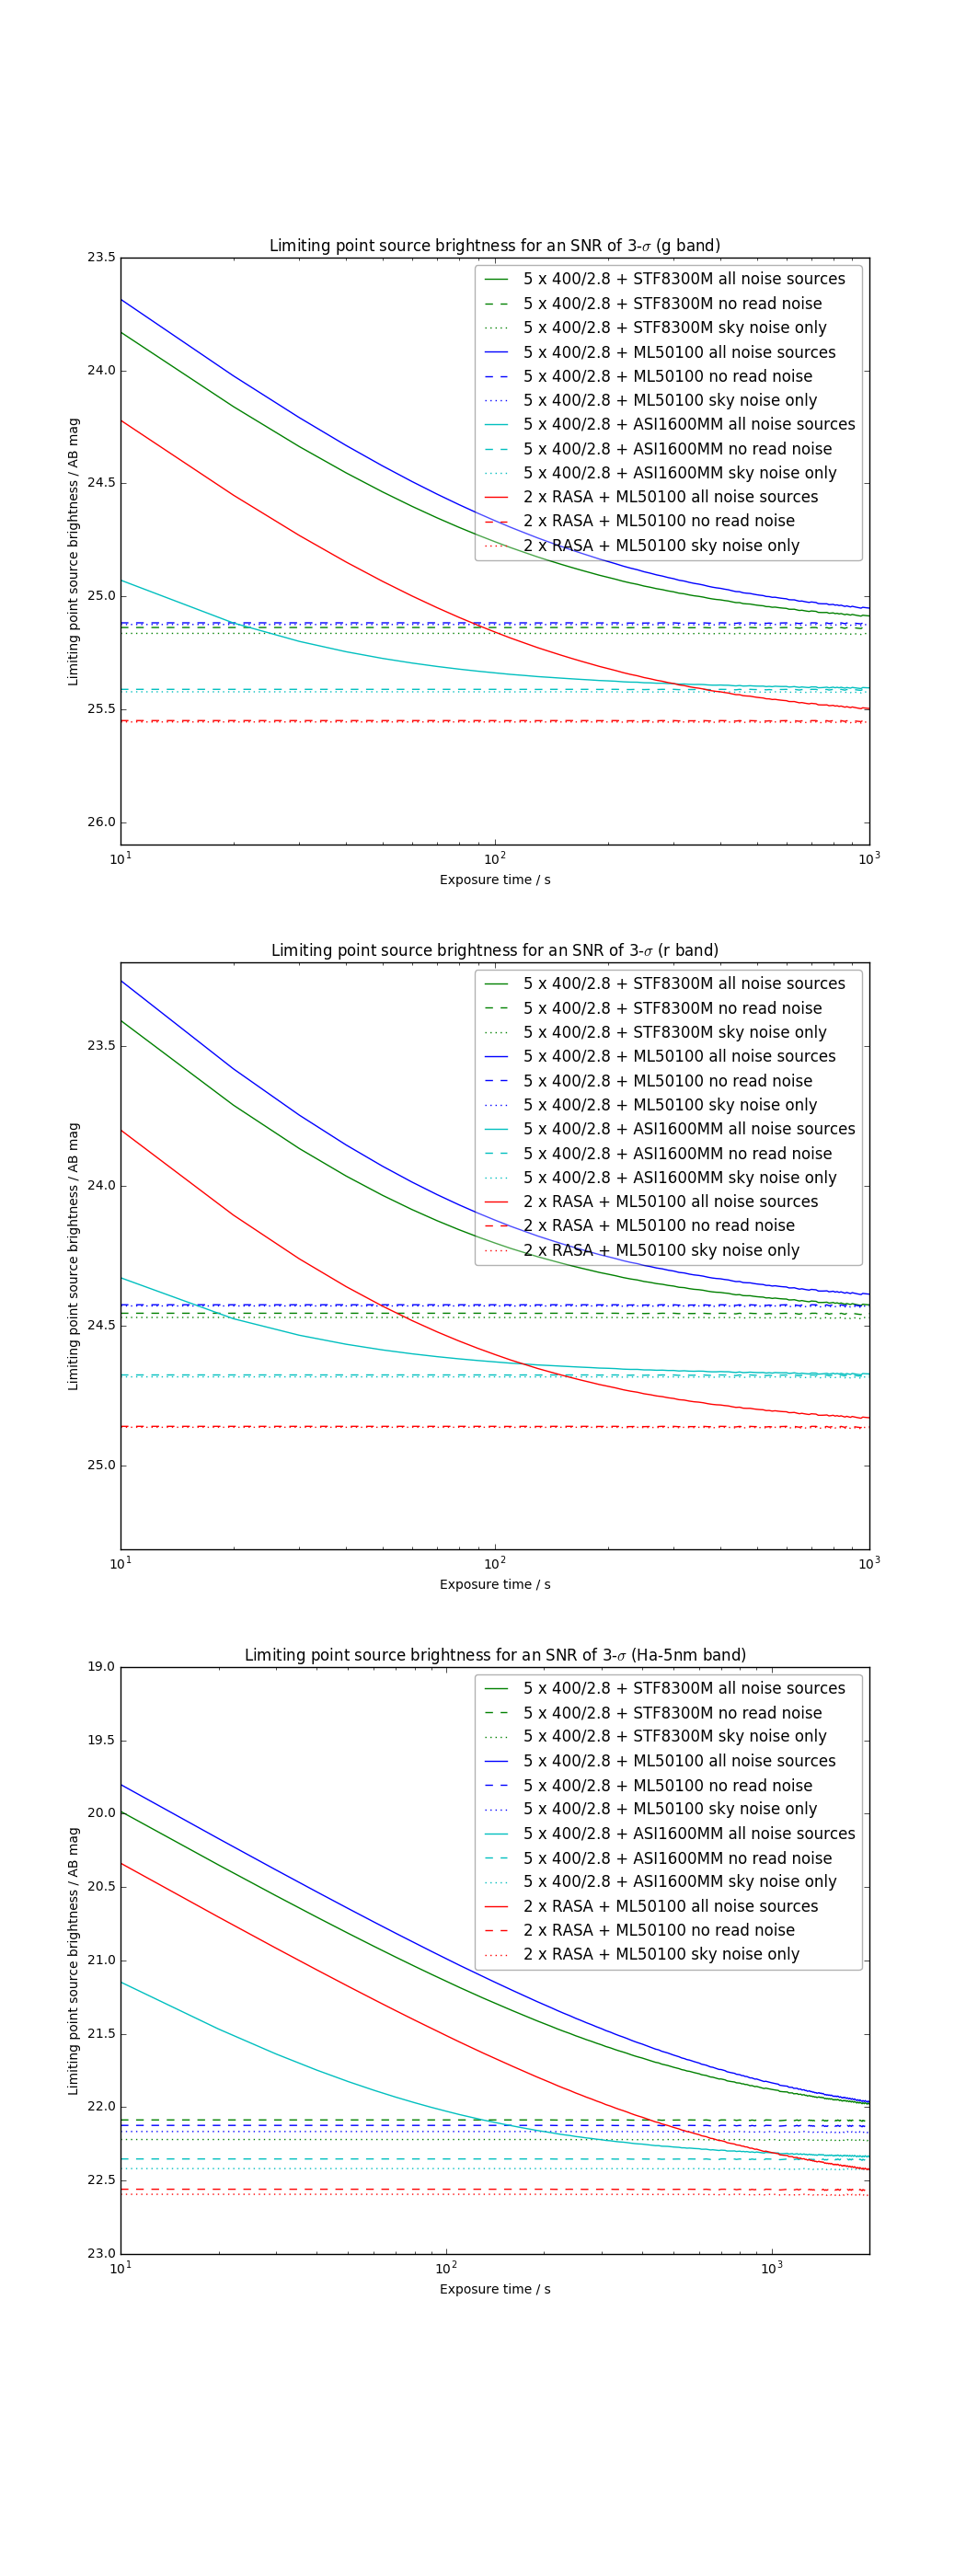 Limiting point source brightness for an SNR of 3-σ (g band)
23.5
24.0
24.5
25.0
25.5
26.0
Limiting point source brightness / AB mag
5 x 400/2.8 + STF8300M all noise sources
5 x 400/2.8 + STF8300M no read noise
5 x 400/2.8 + STF8300M sky noise only
5 x 400/2.8 + ML50100 all noise sources
5 x 400/2.8 + ML50100 no read noise
5 x 400/2.8 + ML50100 sky noise only
5 x 400/2.8 + ASI1600MM all noise sources
5 x 400/2.8 + ASI1600MM no read noise
5 x 400/2.8 + ASI1600MM sky noise only
2 x RASA + ML50100 all noise sources
2 x RASA + ML50100 no read noise
2 x RASA + ML50100 sky noise only
10¹ 10² 10³
Exposure time / s
Limiting point source brightness for an SNR of 3-σ (r band)
23.5
24.0
24.5
25.0
Limiting point source brightness / AB mag
5 x 400/2.8 + STF8300M all noise sources
5 x 400/2.8 + STF8300M no read noise
5 x 400/2.8 + STF8300M sky noise only
5 x 400/2.8 + ML50100 all noise sources
5 x 400/2.8 + ML50100 no read noise
5 x 400/2.8 + ML50100 sky noise only
5 x 400/2.8 + ASI1600MM all noise sources
5 x 400/2.8 + ASI1600MM no read noise
5 x 400/2.8 + ASI1600MM sky noise only
2 x RASA + ML50100 all noise sources
2 x RASA + ML50100 no read noise
2 x RASA + ML50100 sky noise only
10¹ 10² 10³
Exposure time / s
Limiting point source brightness for an SNR of 3-σ (Ha-5nm band)
19.0
19.5
20.0
20.5
21.0
21.5
22.0
22.5
23.0
Limiting point source brightness / AB mag
5 x 400/2.8 + STF8300M all noise sources
5 x 400/2.8 + STF8300M no read noise
5 x 400/2.8 + STF8300M sky noise only
5 x 400/2.8 + ML50100 all noise sources
5 x 400/2.8 + ML50100 no read noise
5 x 400/2.8 + ML50100 sky noise only
5 x 400/2.8 + ASI1600MM all noise sources
5 x 400/2.8 + ASI1600MM no read noise
5 x 400/2.8 + ASI1600MM sky noise only
2 x RASA + ML50100 all noise sources
2 x RASA + ML50100 no read noise
2 x RASA + ML50100 sky noise only
10¹ 10² 10³
Exposure time / s